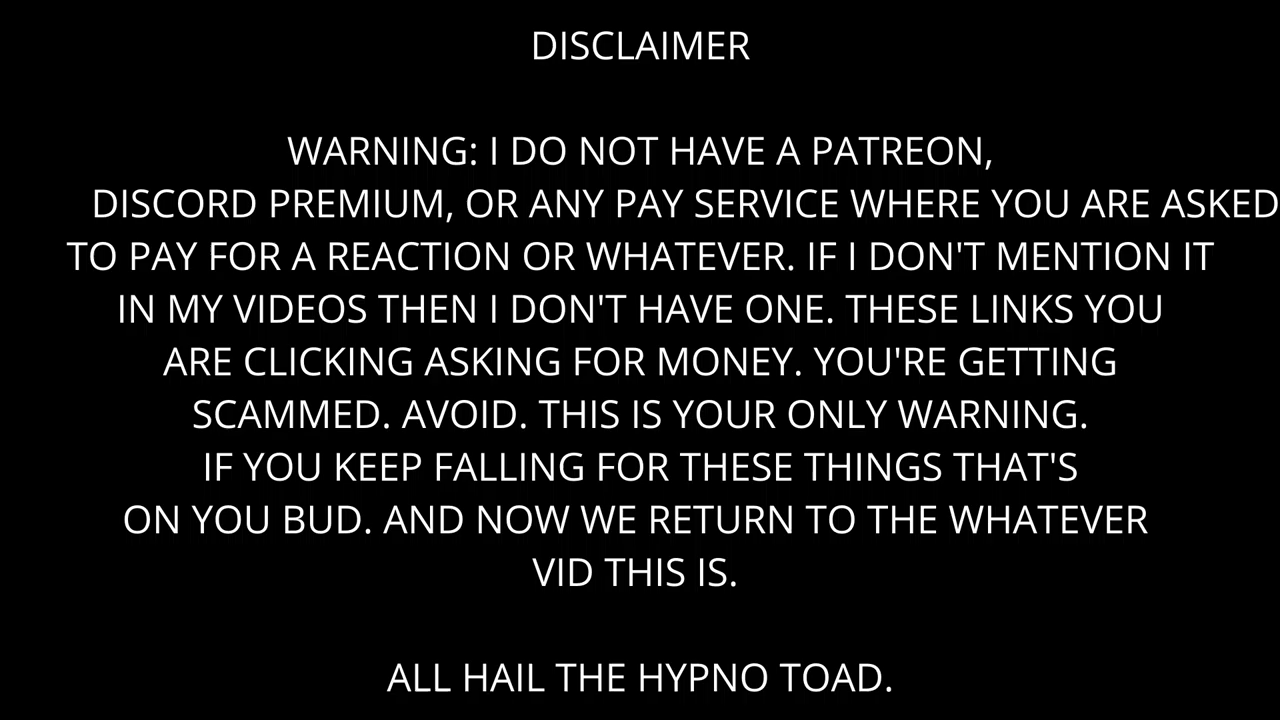 DISCLAIMER
WARNING: I DO NOT HAVE A PATREON,
DISCORD PREMIUM, OR ANY PAY SERVICE WHERE YOU ARE ASKED
TO PAY FOR A REACTION OR WHATEVER. IF I DON'T MENTION IT
IN MY VIDEOS THEN I DON'T HAVE ONE. THESE LINKS YOU
ARE CLICKING ASKING FOR MONEY. YOU'RE GETTING
SCAMMED. AVOID. THIS IS YOUR ONLY WARNING.
IF YOU KEEP FALLING FOR THESE THINGS THAT'S
ON YOU BUD. AND NOW WE RETURN TO THE WHATEVER
VID THIS IS.
ALL HAIL THE HYPNO TOAD.